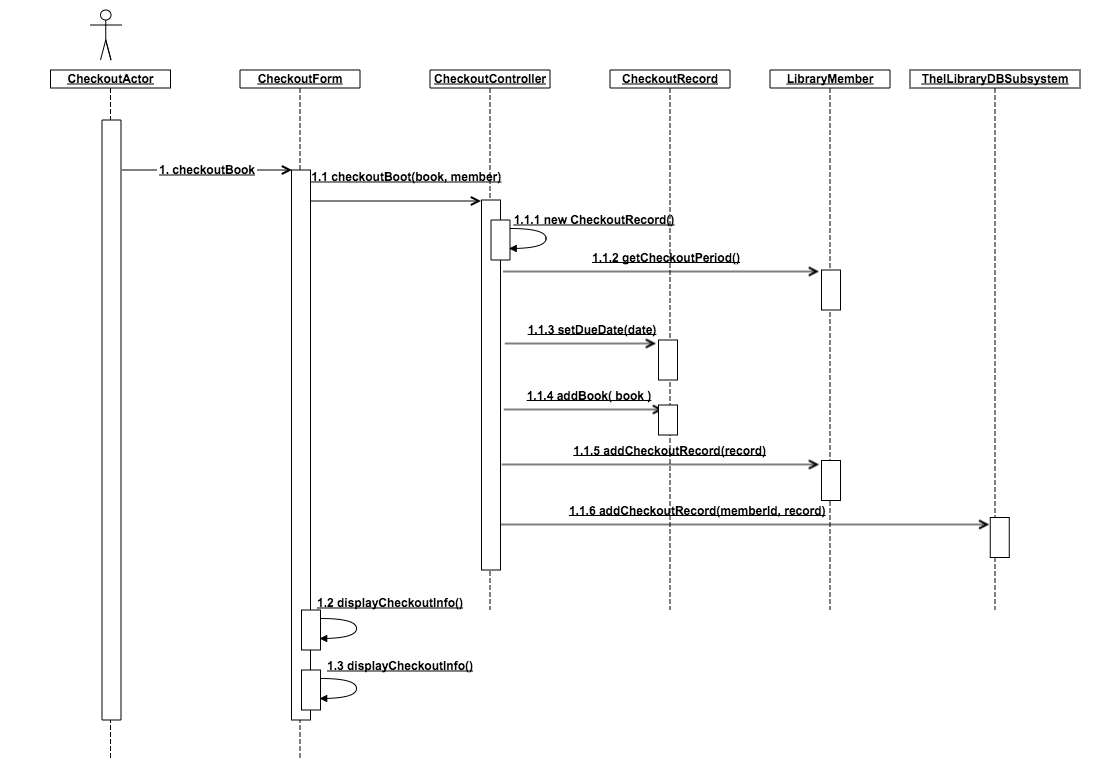 CheckoutActor
CheckoutForm
CheckoutController
CheckoutRecord
LibraryMember
TheILibraryDBSubsystem
1. checkoutBook
1.1 checkoutBoot(book, member)
1.1.1 new CheckoutRecord()
1.1.2 getCheckoutPeriod()
1.1.3 setDueDate(date)
1.1.4 addBook( book )
1.1.5 addCheckoutRecord(record)
1.1.6 addCheckoutRecord(memberId, record)
1.2 displayCheckoutInfo()
1.3 displayCheckoutInfo()